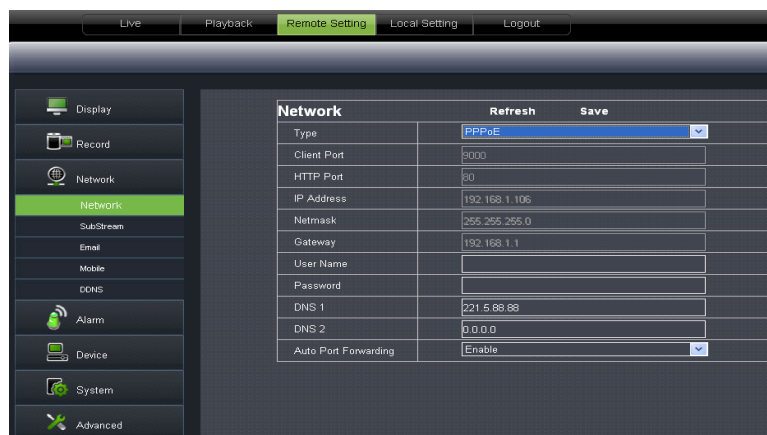 Live Playback Remote Setting Local Setting Logout
Display
Record
Network
Network
SubStream
Email
Mobile
DDNS
Alarm
Device
System
Advanced
Network Refresh Save
Type PPPoE
Client Port 9000
HTTP Port 80
IP Address 192.168.1.106
Netmask 255.255.255.0
Gateway 192.168.1.1
User Name
Password
DNS 1 221.5.88.88
DNS 2 0.0.0.0
Auto Port Forwarding Enable